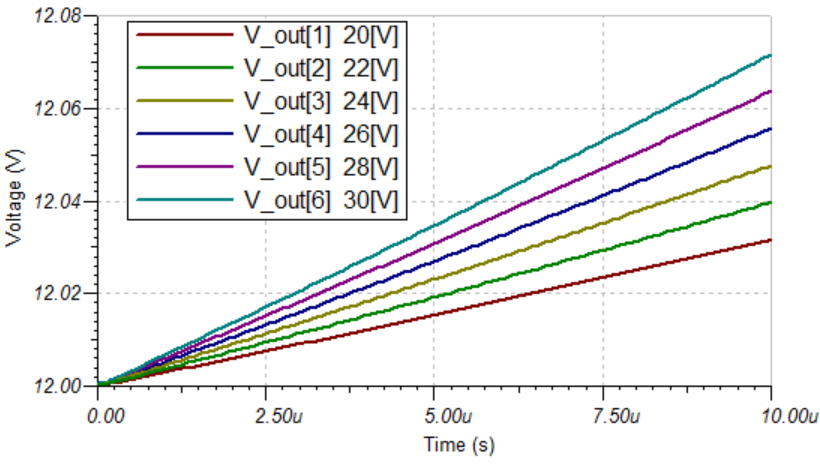 12.08
V_out[1] 20[V]
V_out[2] 22[V]
V_out[3] 24[V]
V_out[4] 26[V]
V_out[5] 28[V]
V_out[6] 30[V]
12.06
12.04
12.02
12.00
Voltage (V)
0.00 2.50u 5.00u 7.50u 10.00u
Time (s)